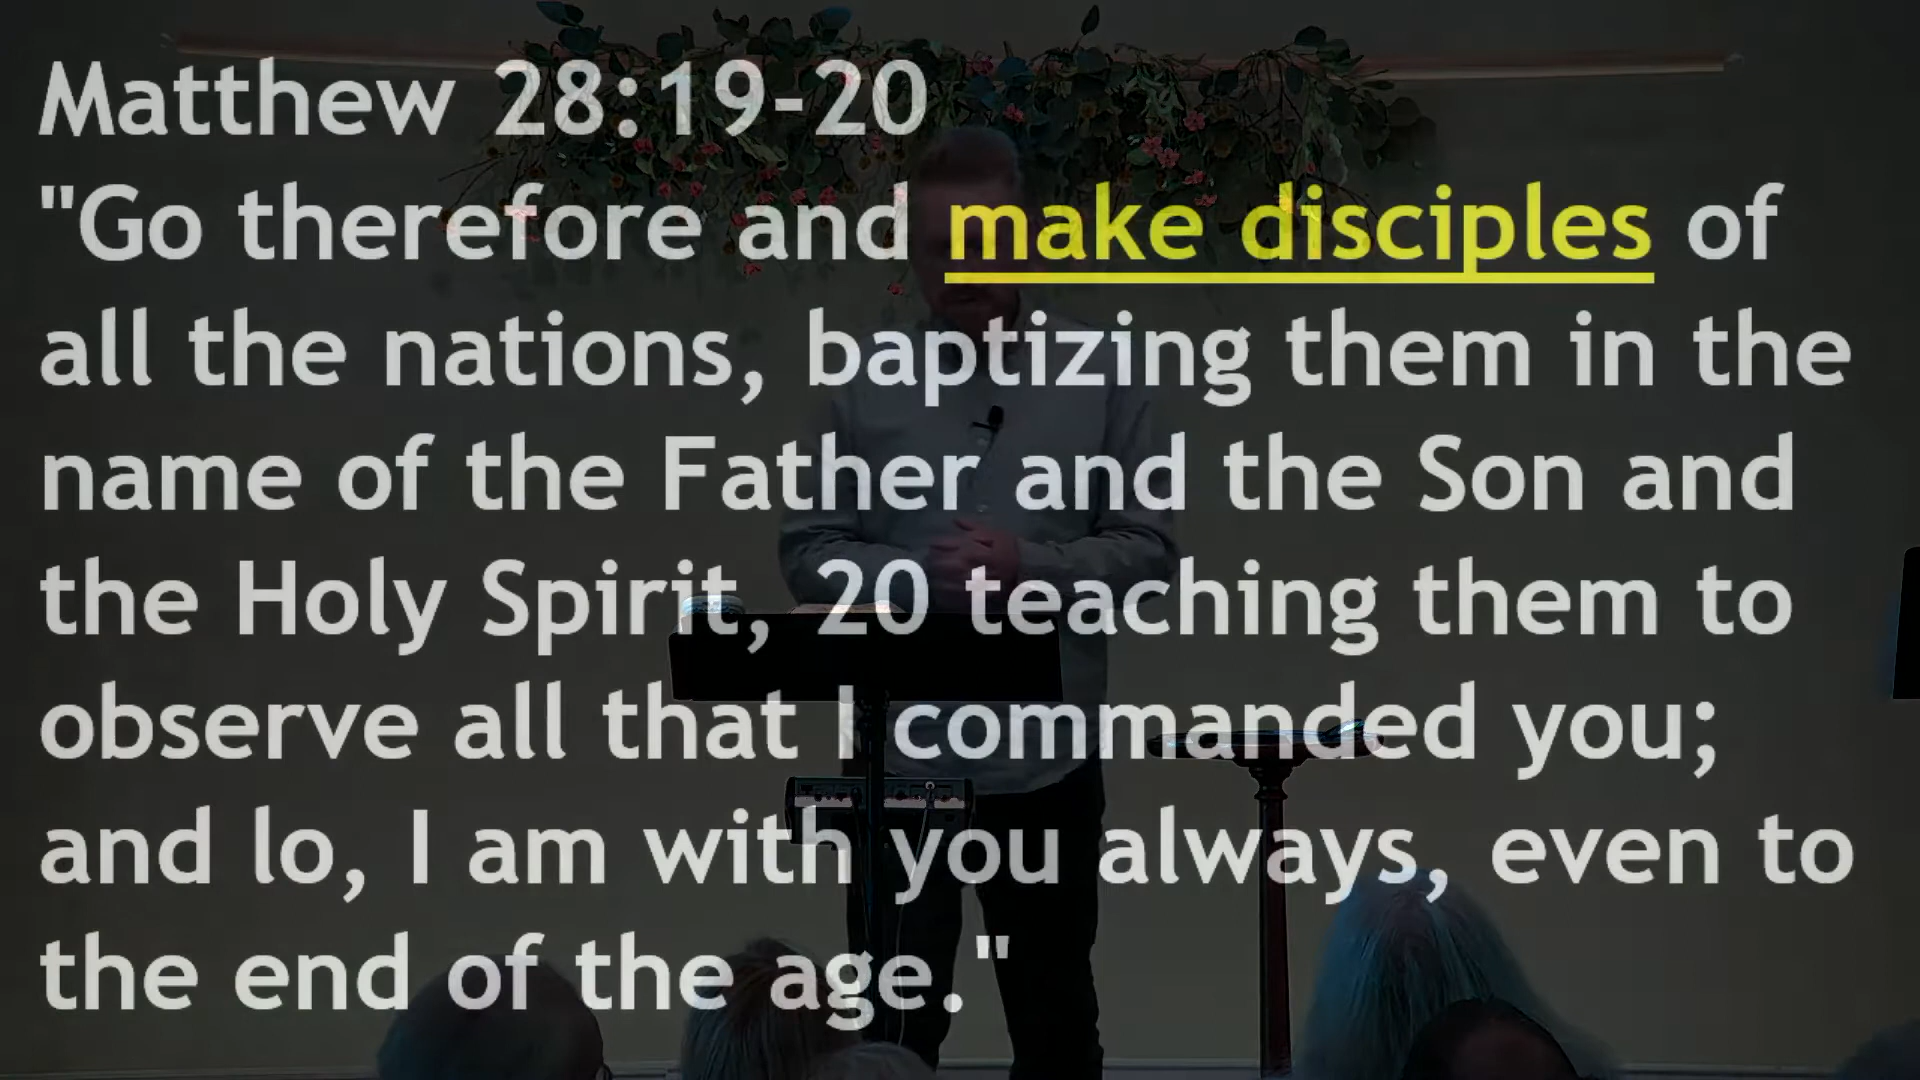 Matthew 28:19-20
"Go therefore and make disciples of
all the nations, baptizing them in the
name of the Father and the Son and
the Holy Spirit, 20 teaching them to
observe all that I commanded you;
and lo, I am with you always, even to
the end of the age."